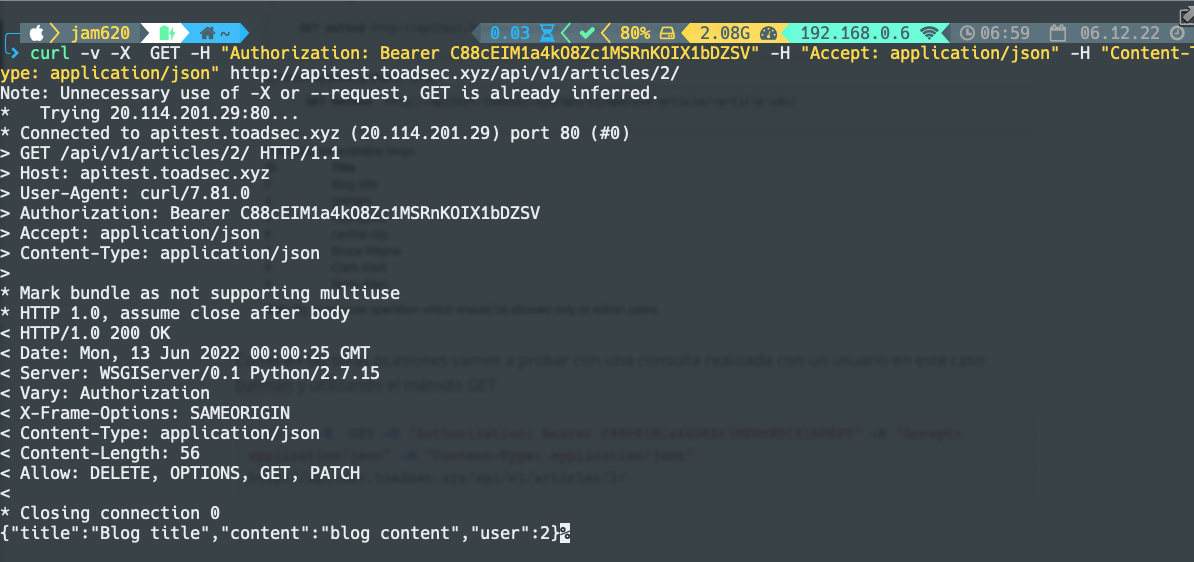 jam620 ~ 0.03 80% 2.08G 192.168.0.6 06:59 06.12.22
curl -v -X  GET -H "Authorization: Bearer C88cEIM1a4kO8Zc1MSRnKOIX1bDZSV" -H "Accept: application/json" -H "Content-T
ype: application/json" http://apitest.toadsec.xyz/api/v1/articles/2/
Note: Unnecessary use of -X or --request, GET is already inferred.
*   Trying 20.114.201.29:80...
* Connected to apitest.toadsec.xyz (20.114.201.29) port 80 (#0)
> GET /api/v1/articles/2/ HTTP/1.1
> Host: apitest.toadsec.xyz
> User-Agent: curl/7.81.0
> Authorization: Bearer C88cEIM1a4kO8Zc1MSRnKOIX1bDZSV
> Accept: application/json
> Content-Type: application/json
>
* Mark bundle as not supporting multiuse
* HTTP 1.0, assume close after body
< HTTP/1.0 200 OK
< Date: Mon, 13 Jun 2022 00:00:25 GMT
< Server: WSGIServer/0.1 Python/2.7.15
< Vary: Authorization
< X-Frame-Options: SAMEORIGIN
< Content-Type: application/json
< Content-Length: 56
< Allow: DELETE, OPTIONS, GET, PATCH
<
* Closing connection 0
{"title":"Blog title","content":"blog content","user":2}%